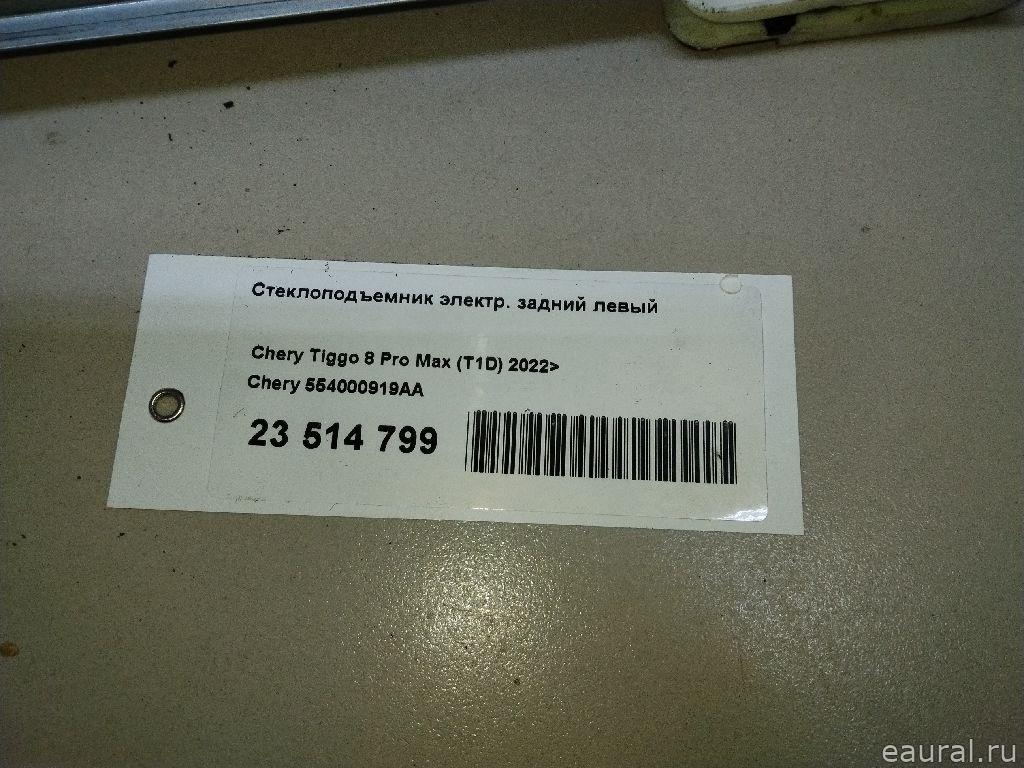 Стеклоподъемник электр. задний левый
Chery Tiggo 8 Pro Max (T1D) 2022>
Chery 554000919AA
23 514 799
eaural.ru